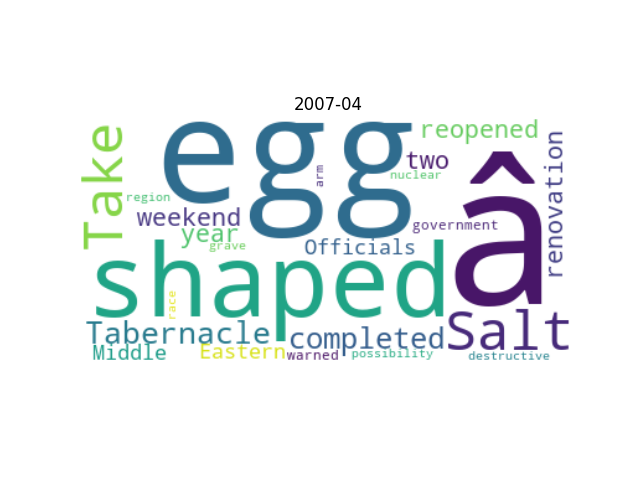 2007-04
egg
â
shaped
Take
reopened
two
nuclear
arm
renovation
region
weekend
year
grave
government
Officials
race
Tabernacle
completed
Salt
Middle
Eastern
warned
possibility
destructive